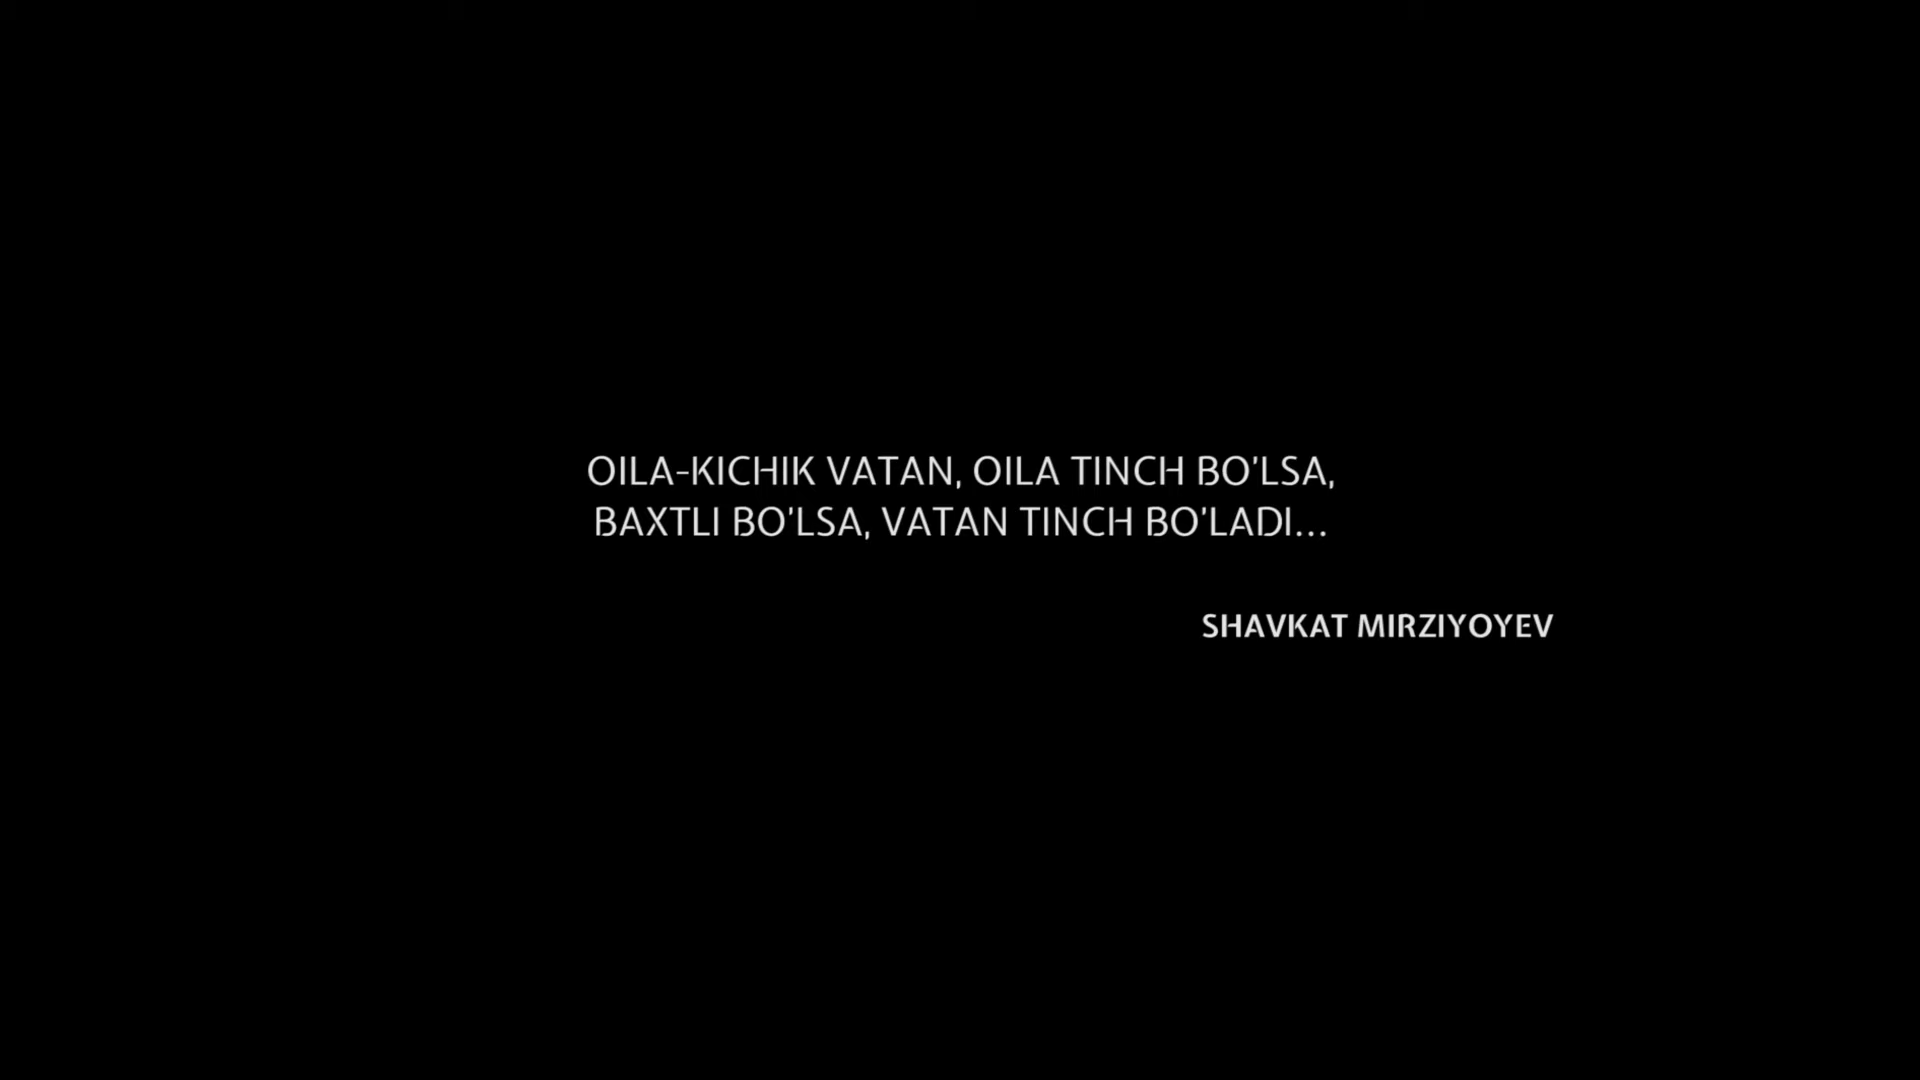 OILA-KICHIK VATAN, OILA TINCH BO'LSA,
BAXTLI BO'LSA, VATAN TINCH BO'LADI...
SHAVKAT MIRZIYOYEV